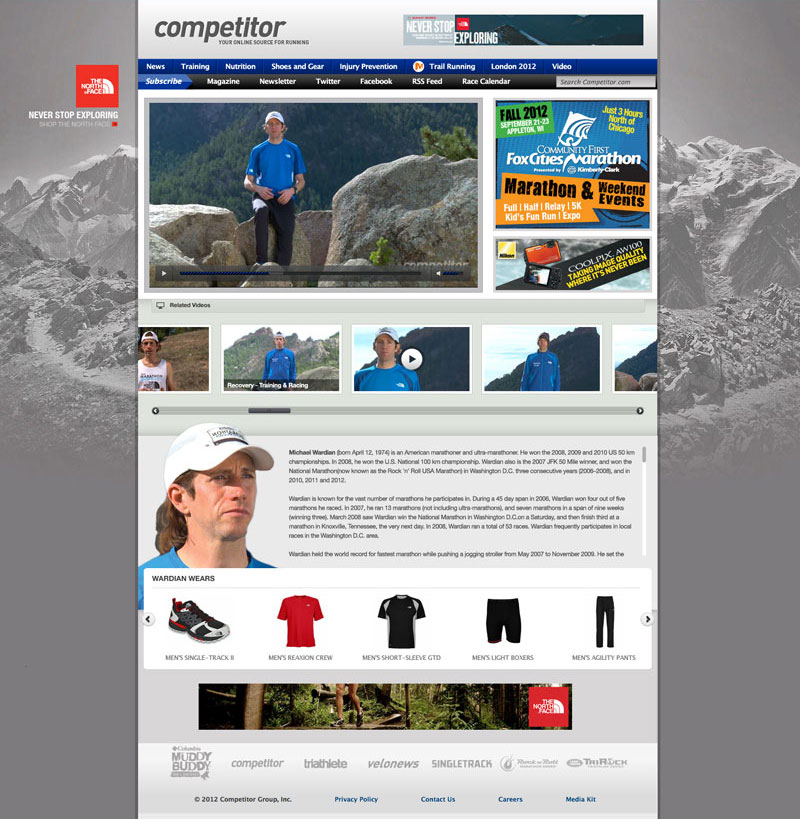 competitor
YOUR ONLINE SOURCE FOR RUNNING
NEVER STOP
EXPLORING
THE NORTH FACE
NEVER STOP EXPLORING
SHOP THE NORTH FACE
News Training Nutrition Shoes and Gear Injury Prevention Trail Running London 2012 Video
Subscribe Magazine Newsletter Twitter Facebook RSS Feed Race Calendar Search Competitor.com
FALL 2012
SEPTEMBER 21-23
APPLETON, WI
Just 3 Hours
North of
Chicago
COMMUNITY FIRST
FOX CITIES Marathon
Presented by Kimberly-Clark
Marathon & Weekend
Events
Full | Half | Relay | 5K
Kid's Fun Run | Expo
competitor
Nikon
COOLPIX AW100
TAKING IMAGE QUALITY
WHERE IT'S NEVER BEEN
Related Videos
Recovery - Training & Racing
Michael Wardian (born April 12, 1974) is an American marathoner and ultra-marathoner. He won the 2008, 2009 and 2010 US 50 km
championships. In 2008, he won the U.S. National 100 km championship. Wardian also is the 2007 JFK 50 Mile winner, and won the
National Marathon(now known as the Rock 'n' Roll USA Marathon) in Washington D.C. three consecutive years (2006–2008), and in
2010, 2011 and 2012.
Wardian is known for the vast number of marathons he participates in. During a 45 day span in 2006, Wardian won four out of five
marathons he raced. In 2007, he ran 13 marathons (not including ultra-marathons), and seven marathons in a span of nine weeks
(winning three). March 2008 saw Wardian win the National Marathon in Washington D.C.on a Saturday, and then finish third at a
marathon in Knoxville, Tennessee, the very next day. In 2008, Wardian ran a total of 53 races. Wardian frequently participates in local
races in the Washington D.C. area.
Wardian held the world record for fastest marathon while pushing a jogging stroller from May 2007 to November 2009. He set the
WARDIAN WEARS
MEN'S SINGLE-TRACK II MEN'S REAXION CREW MEN'S SHORT-SLEEVE GTD MEN'S LIGHT BOXERS MEN'S AGILITY PANTS
THE NORTH FACE
Columbia
MUDDY
BUDDY
competitor triathlete velonews SINGLETRACK Rock n Roll TRIROCK
© 2012 Competitor Group, Inc. Privacy Policy Contact Us Careers Media Kit